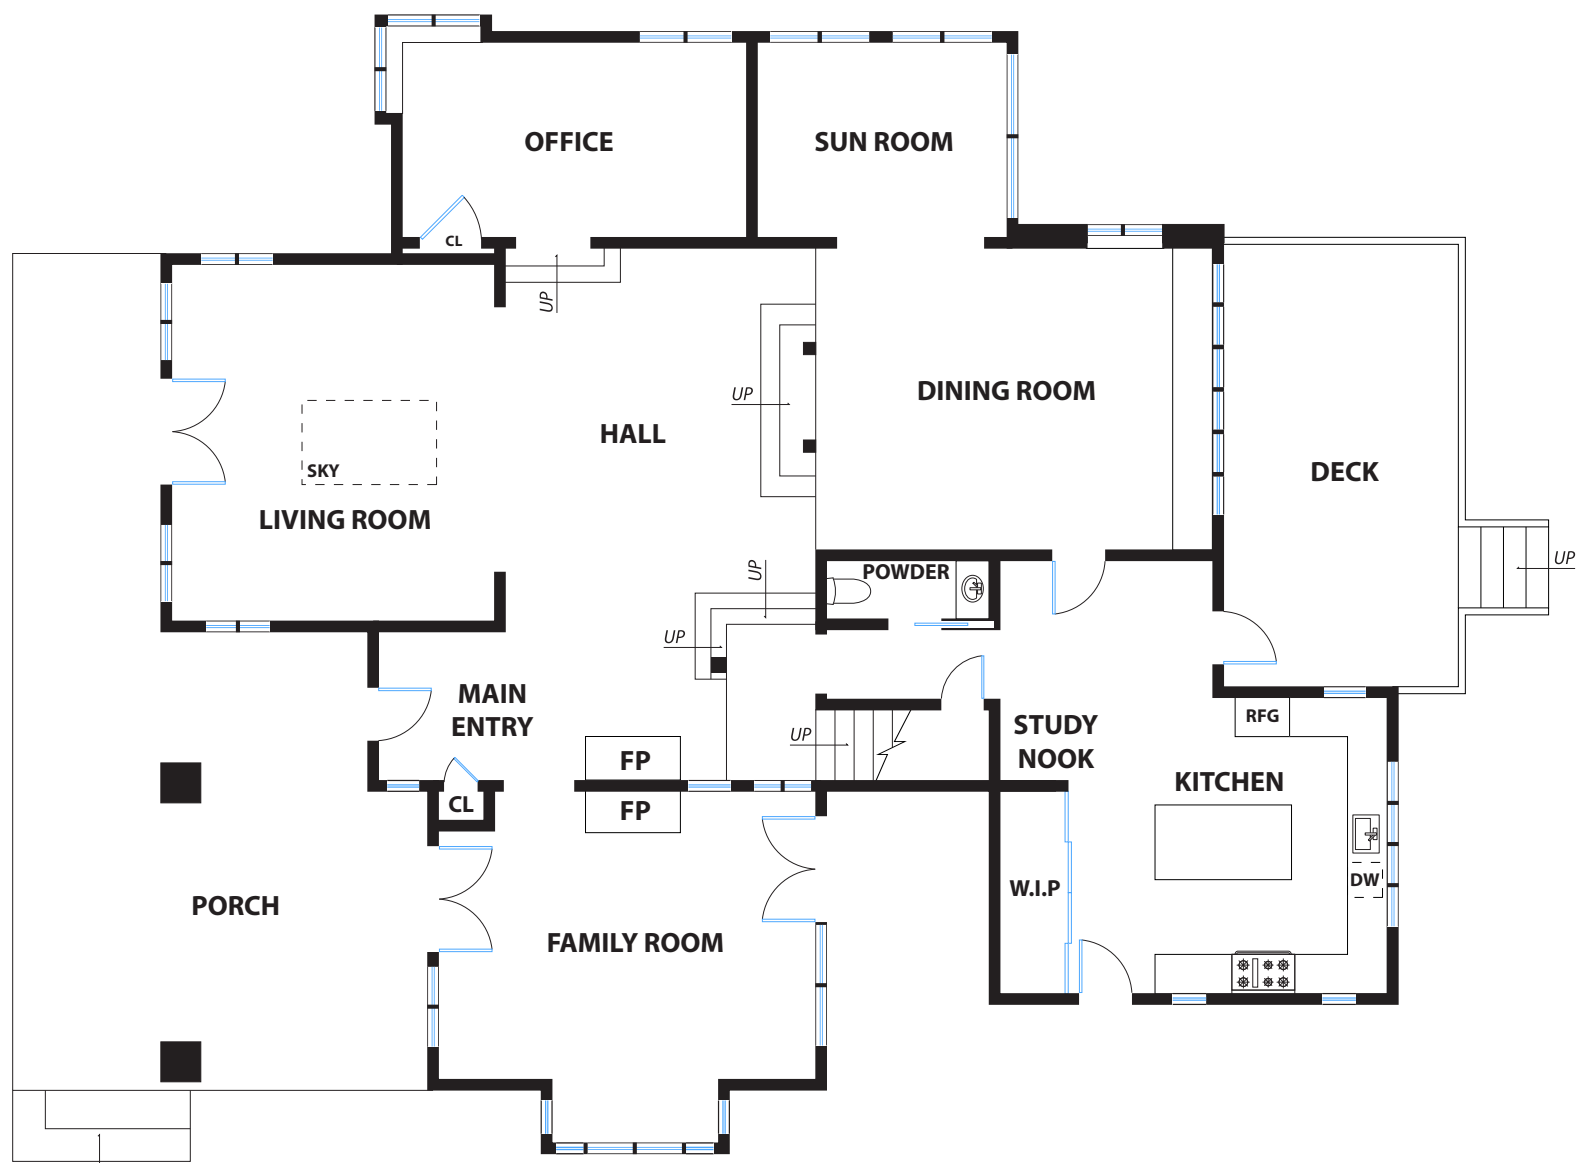 OFFICE
SUN ROOM
CL
UP
UP
DINING ROOM
HALL
SKY
LIVING ROOM
DECK
UP
UP
POWDER
UP
MAIN
ENTRY
STUDY
NOOK
RFG
UP
FP
KITCHEN
CL
FP
W.I.P
DW
PORCH
FAMILY ROOM